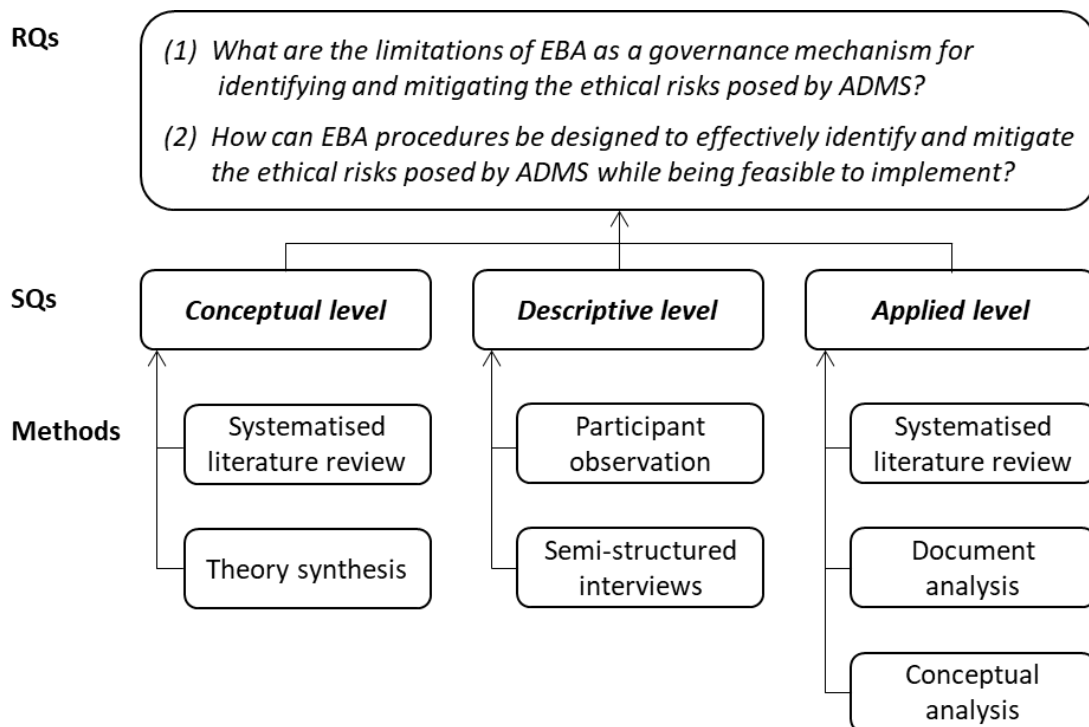 RQs
(1) What are the limitations of EBA as a governance mechanism for
identifying and mitigating the ethical risks posed by ADMS?
(2) How can EBA procedures be designed to effectively identify and mitigate
the ethical risks posed by ADMS while being feasible to implement?
SQs
Conceptual level
Descriptive level
Applied level
Methods
Systematised
literature review
Participant
observation
Systematised
literature review
Theory synthesis
Semi-structured
interviews
Document
analysis
Conceptual
analysis